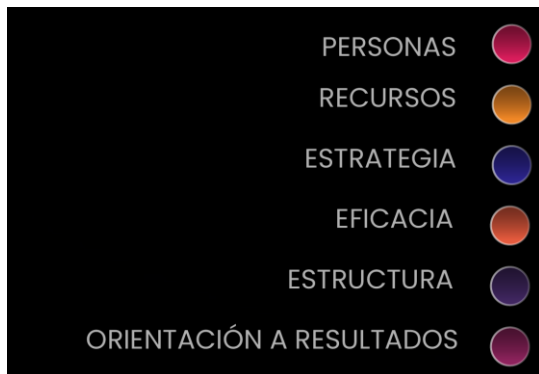 PERSONAS
RECURSOS
ESTRATEGIA
EFICACIA
ESTRUCTURA
ORIENTACIÓN A RESULTADOS